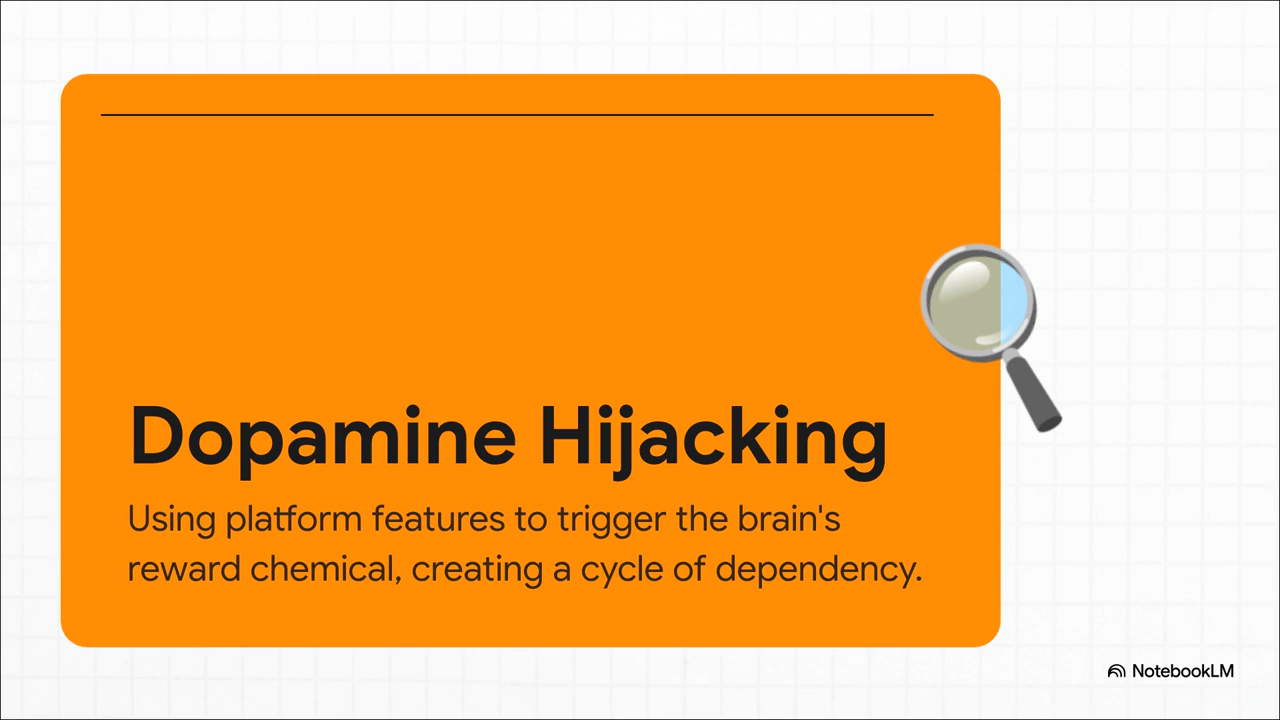 Dopamine Hijacking
Using platform features to trigger the brain's
reward chemical, creating a cycle of dependency.
NotebookLM